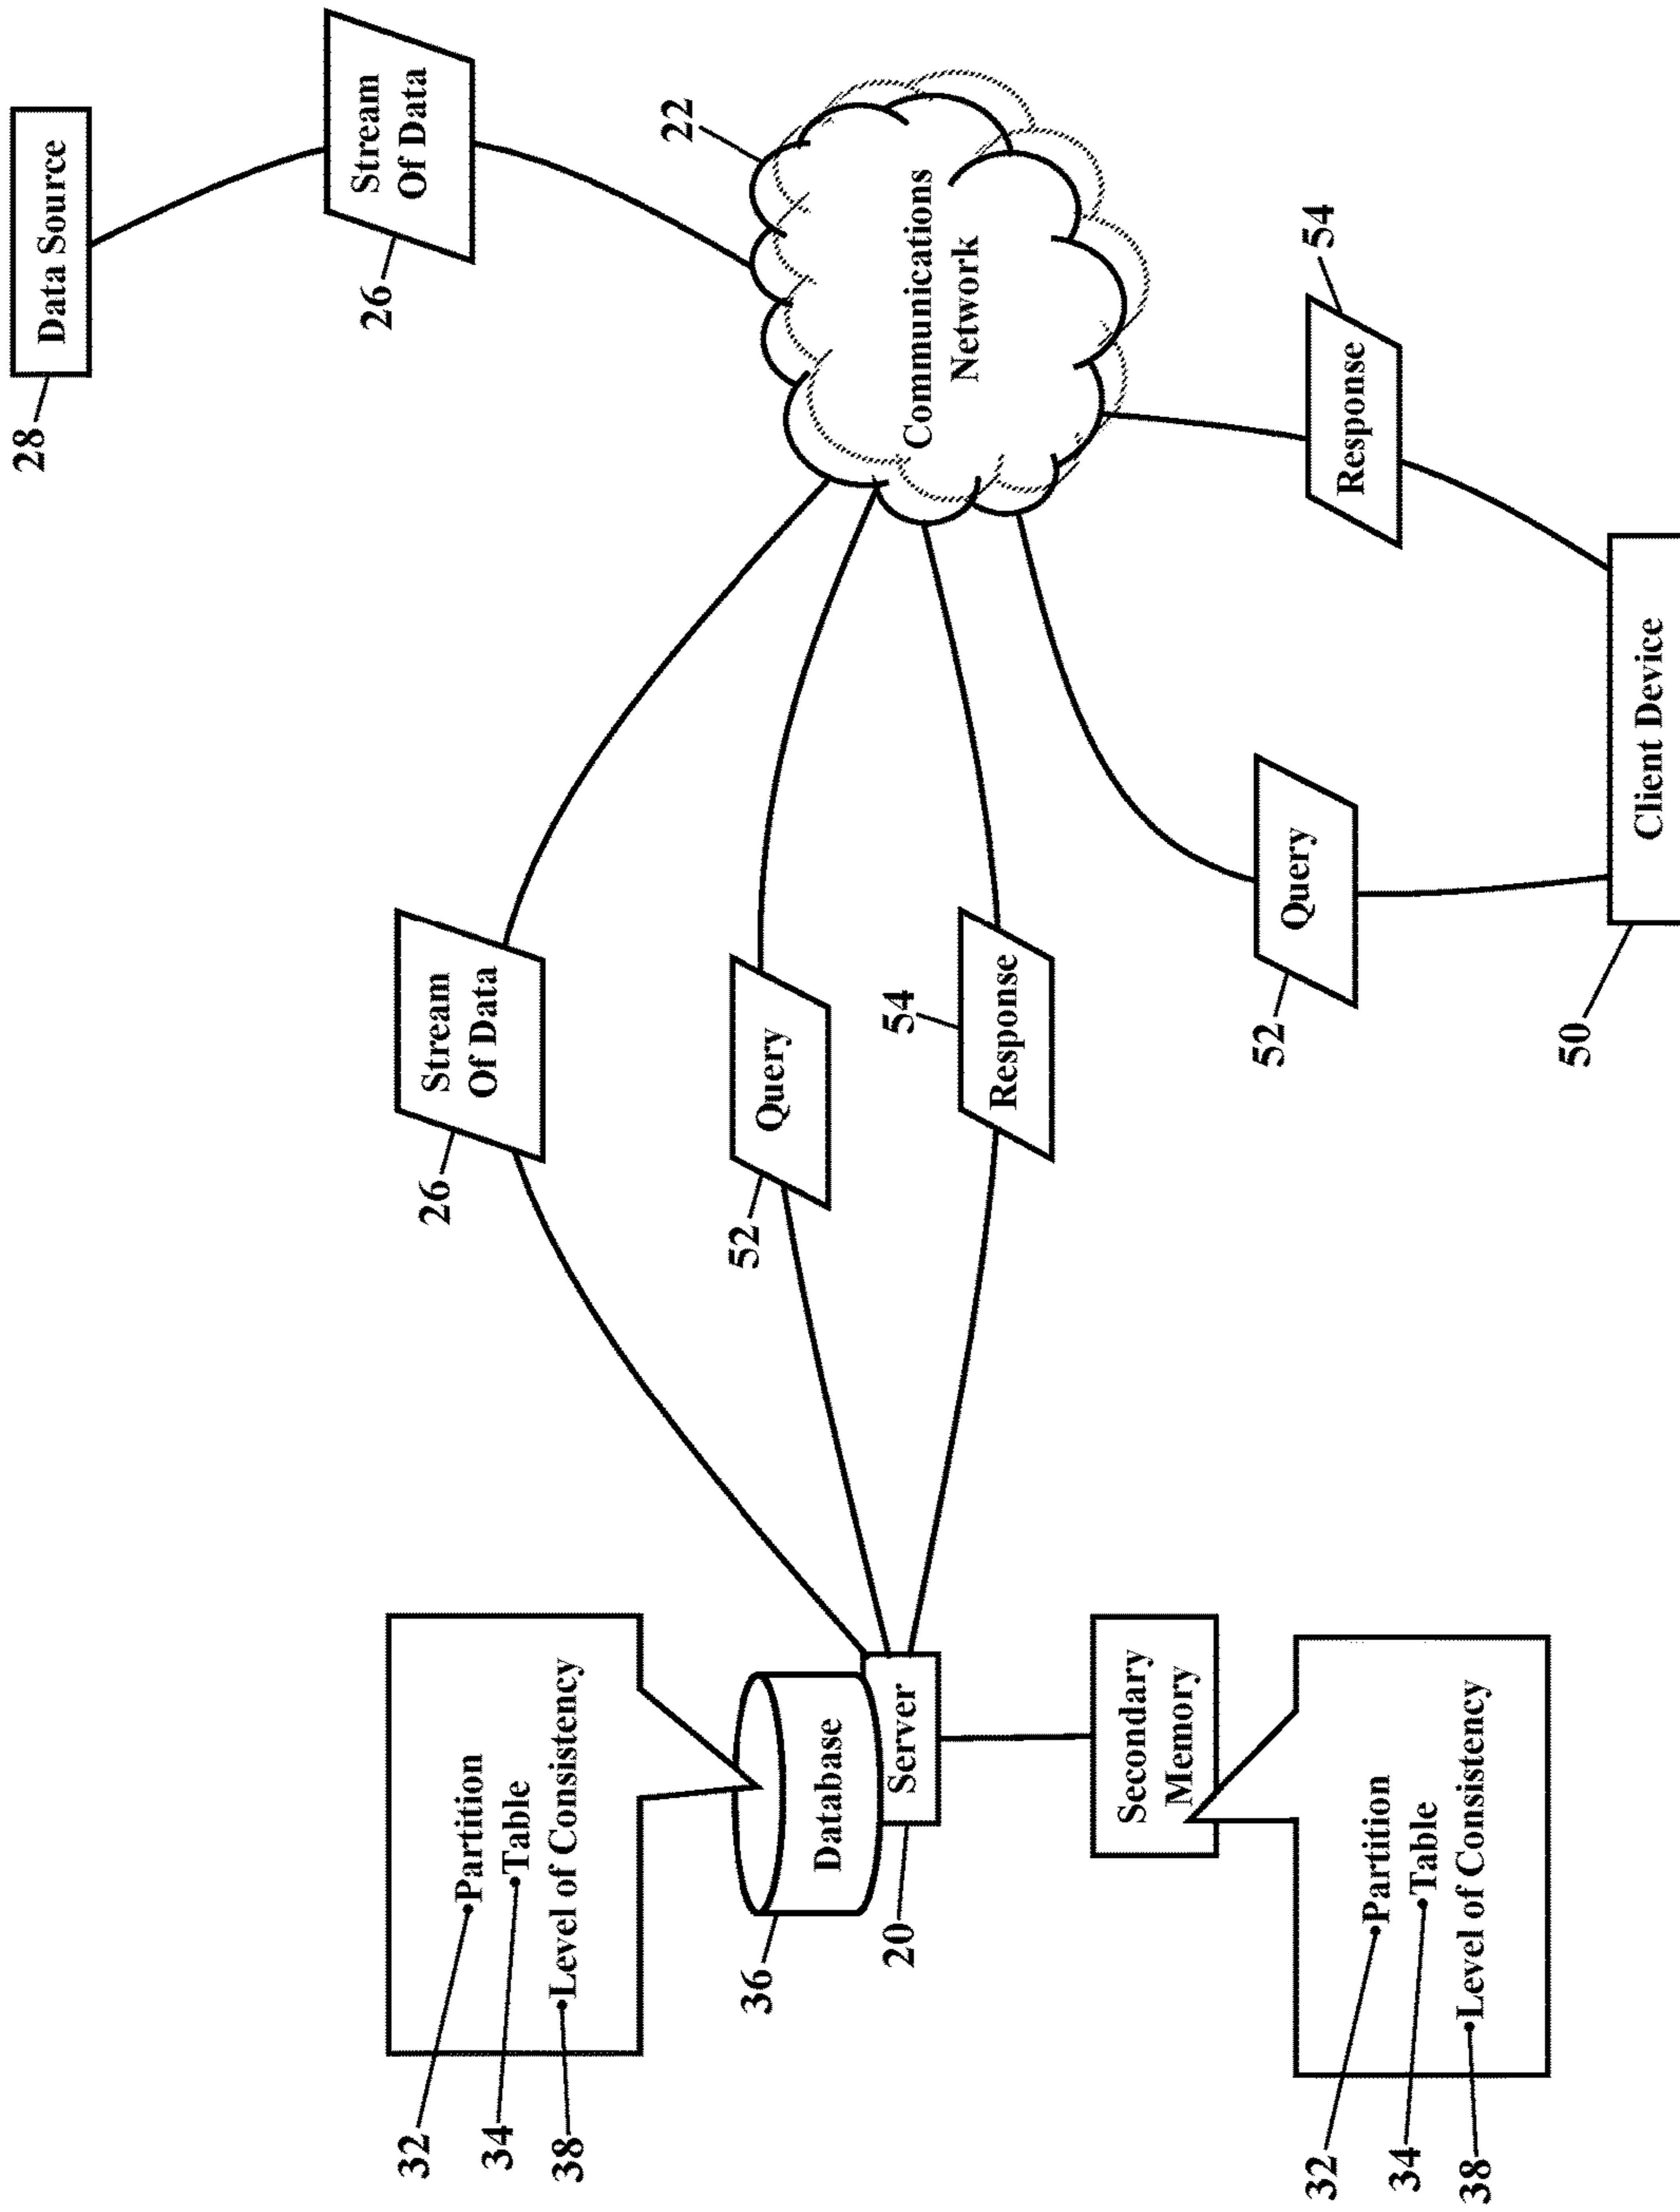 28
Data Source
Stream
Of Data
26
22
Communications
Network
Stream
Of Data
26
Query
52
54
Response
54
Response
Query
52
Client Device
50
32
Partition
34
Table
38
Level of Consistency
Database
36
Server
20
Secondary
Memory
32
Partition
34
Table
38
Level of Consistency